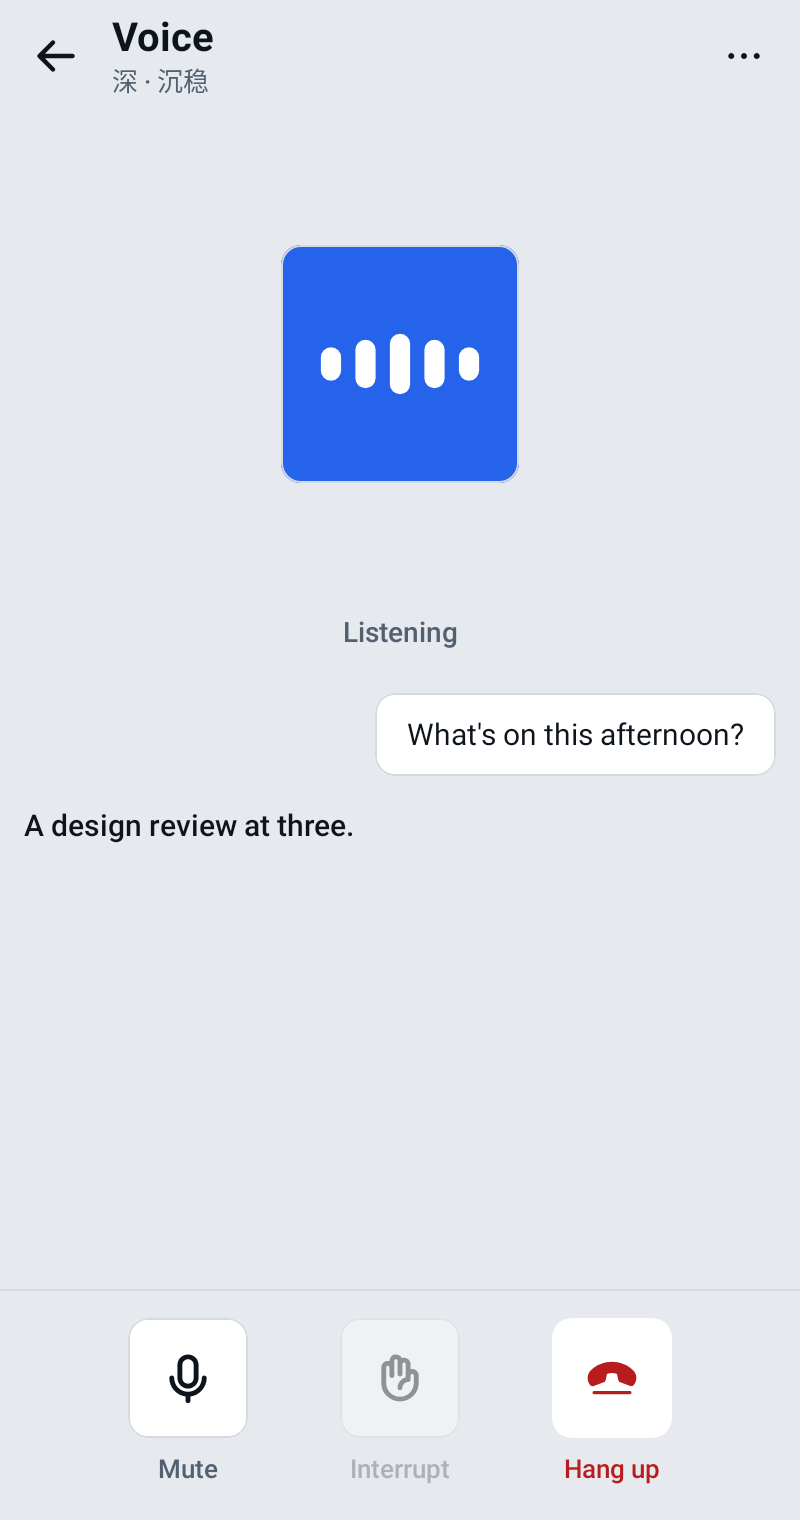 Voice
深 · 沉稳
Listening
What's on this afternoon?
A design review at three.
Mute
Interrupt
Hang up